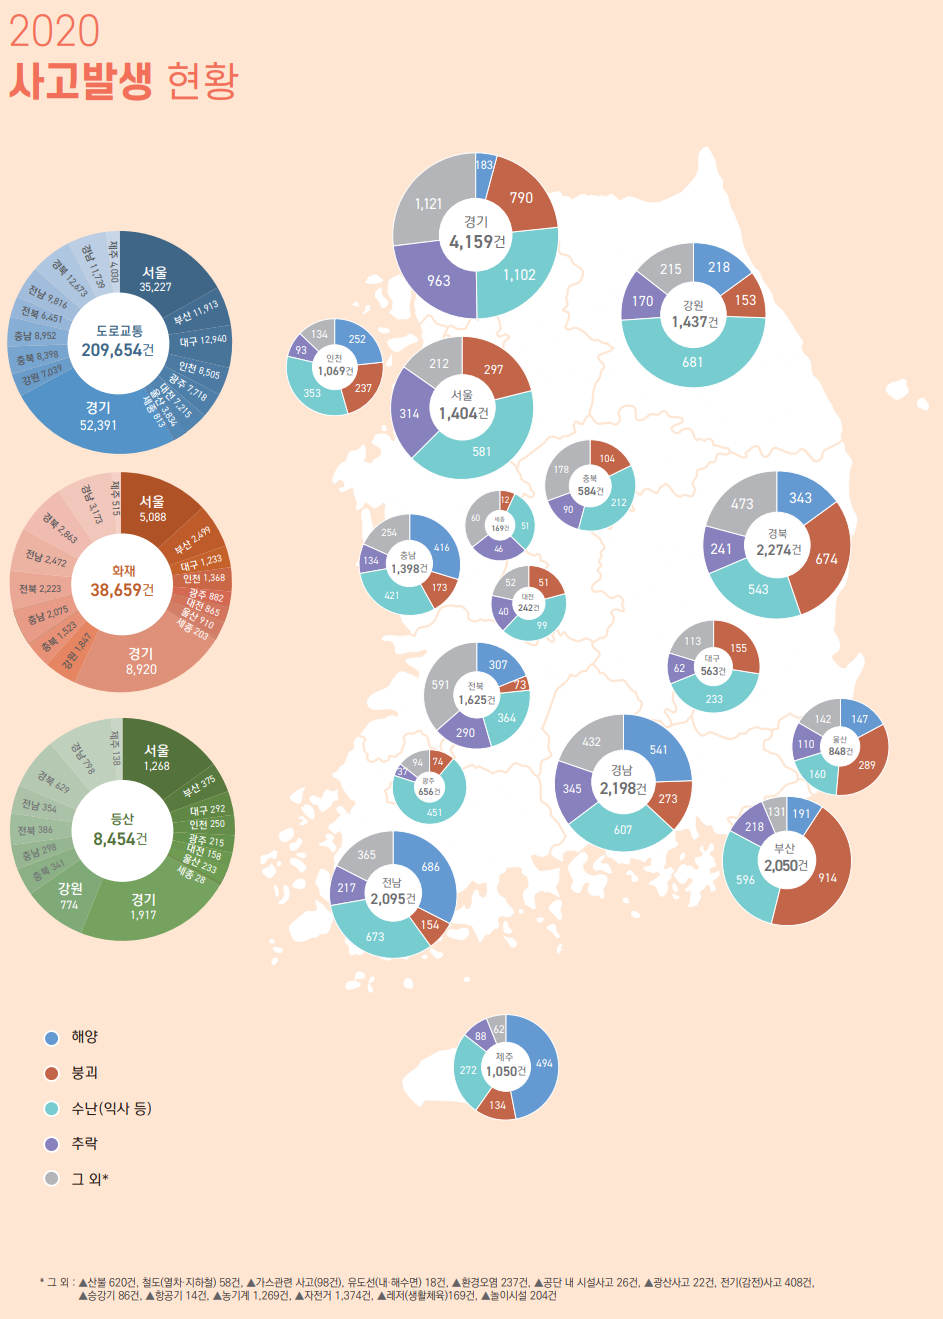 2020
사고발생 현황
도로교통
209,654건
서울
35,227
부산 11,913
대구 12,940
인천 8,505
광주 7,718
대전 7,215
울산 3,834
세종 813
경기
52,391
강원 7,039
충북 8,398
충남 8,952
전북 6,451
전남 9,816
경북 12,673
경남 11,739
제주 4,030
화재
38,659건
서울
5,088
부산 2,499
대구 1,233
인천 1,368
광주 882
대전 865
울산 910
세종 203
경기
8,920
강원 1,847
충북 1,523
충남 2,075
전북 2,223
전남 2,472
경북 2,863
경남 3,173
제주 515
등산
8,454건
서울
1,268
부산 375
대구 292
인천 250
광주 215
대전 158
울산 233
세종 28
경기
1,917
강원
774
충북 341
충남 298
전북 386
전남 354
경북 629
경남 798
제주 138
경기
4,159건
183
790
1,102
963
1,121
강원
1,437건
218
153
681
170
215
인천
1,069건
252
237
353
93
134
서울
1,404건
297
581
314
212
충북
584건
104
212
90
178
세종
169건
12
51
46
60
충남
1,398건
416
173
421
134
254
대전
242건
51
99
40
52
경북
2,274건
343
674
543
241
473
대구
563건
155
233
62
113
전북
1,625건
307
73
364
290
591
광주
656건
74
451
37
94
경남
2,198건
541
273
607
345
432
울산
848건
147
289
160
110
142
부산
2,050건
191
914
596
218
131
전남
2,095건
686
154
673
217
365
제주
1,050건
494
134
272
88
62
해양
붕괴
수난(익사 등)
추락
그 외*
* 그 외 : ▲산불 620건, 철도(열차·지하철) 58건, ▲가스관련 사고(98건), 유도선(내·해수면) 18건, ▲환경오염 237건, ▲공단 내 시설사고 26건, ▲광산사고 22건, 전기(감전)사고 408건,
▲승강기 86건, ▲항공기 14건, ▲농기계 1,269건, ▲자전거 1,374건, ▲레저(생활체육)169건, ▲놀이시설 204건